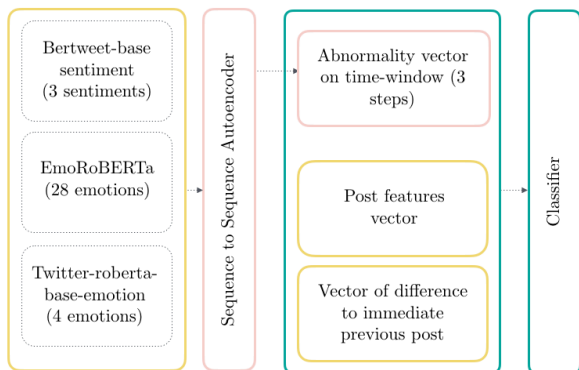 Bertweet-base
sentiment
(3 sentiments)
EmoRoBERTa
(28 emotions)
Twitter-roberta-
base-emotion
(4 emotions)
Sequence to Sequence Autoencoder
Abnormality vector
on time-window (3
steps)
Post features
vector
Vector of difference
to immediate
previous post
Classifier